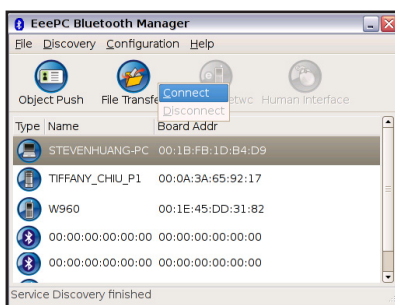 EeePC Bluetooth Manager
File Discovery Configuration Help
Connect
Disconnect
Object Push File Transfe Human Interface
Type Name Board Addr
STEVENHUANG-PC 00:1B:FB:1D:B4:D9
TIFFANY_CHIU_P1 00:0A:3A:65:92:17
W960 00:1E:45:DD:31:82
00:00:00:00:00:00 00:00:00:00:00:00
00:00:00:00:00:00 00:00:00:00:00:00
Service Discovery finished